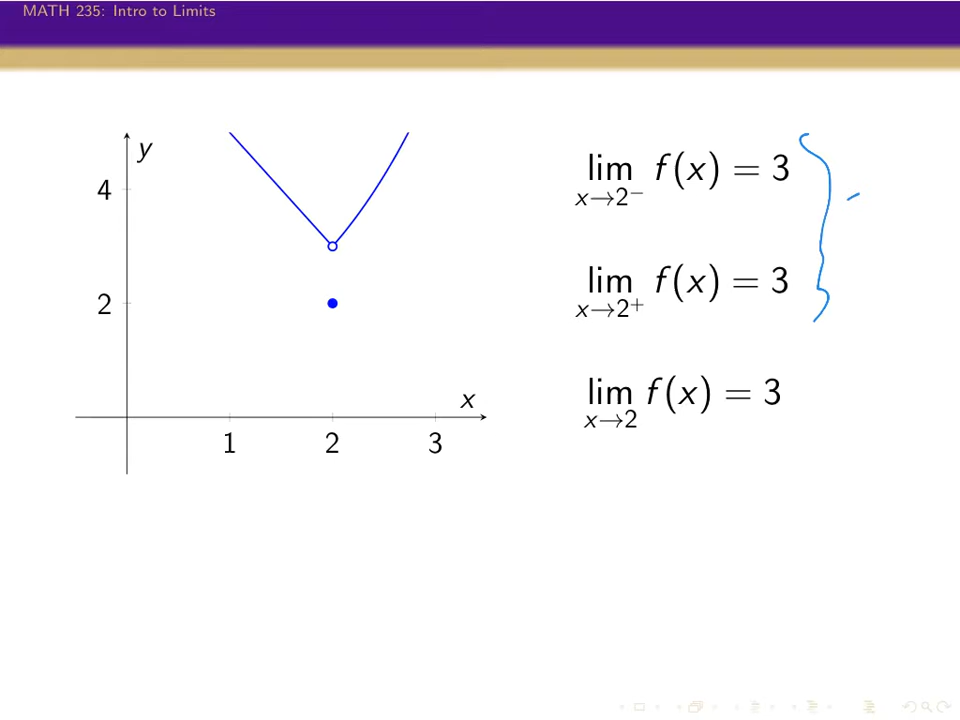 MATH 235: Intro to Limits
y
4
2
x
1 2 3
lim f(x) = 3
x→2⁻
lim f(x) = 3
x→2⁺
lim f(x) = 3
x→2